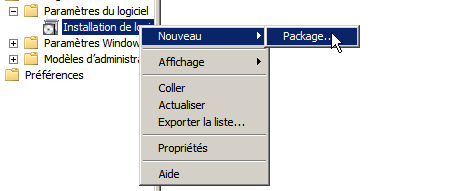 Paramètres du logiciel
Installation de logi
Nouveau
Package...
Paramètres Window
Affichage
Modèles d'administra
Préférences
Coller
Actualiser
Exporter la liste...
Propriétés
Aide